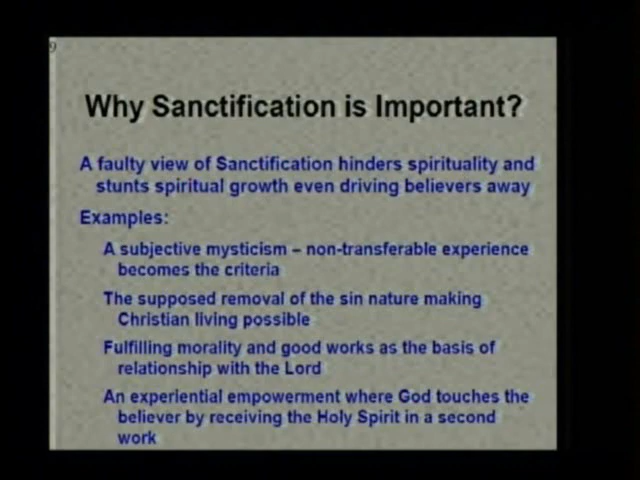 9
Why Sanctification is Important?
A faulty view of Sanctification hinders spirituality and
stunts spiritual growth even driving believers away
Examples:
A subjective mysticism – non-transferable experience
becomes the criteria
The supposed removal of the sin nature making
Christian living possible
Fulfilling morality and good works as the basis of
relationship with the Lord
An experiential empowerment where God touches the
believer by receiving the Holy Spirit in a second
work